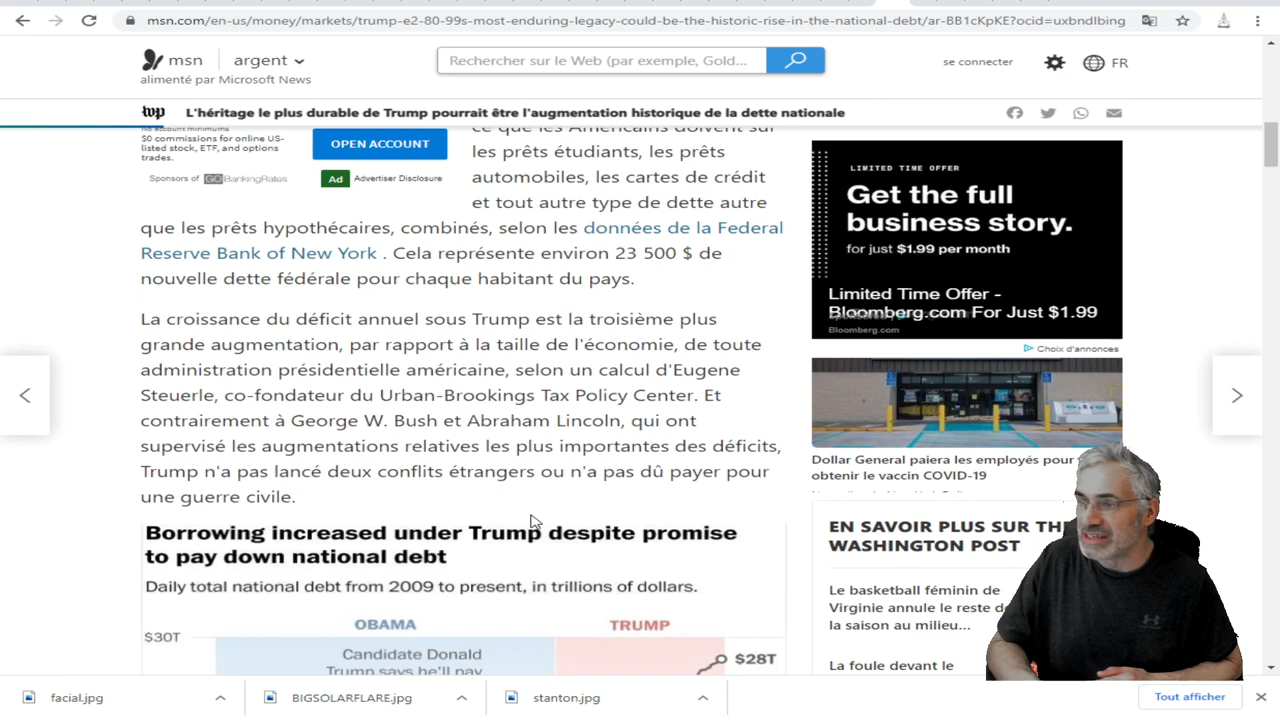 msn.com/en-us/money/markets/trump-e2-80-99s-most-enduring-legacy-could-be-the-historic-rise-in-the-national-debt/ar-BB1cKpKE?ocid=uxbndlbing
msn argent
alimenté par Microsoft News
Rechercher sur le Web (par exemple, Gold...
se connecter
FR
wp L'héritage le plus durable de Trump pourrait être l'augmentation historique de la dette nationale
No account minimums
$0 commissions for online US-
listed stock, ETF, and options
trades.
OPEN ACCOUNT
Sponsors of GOBankingRates
Ad Advertiser Disclosure
ce que les Américains doivent sur
les prêts étudiants, les prêts
automobiles, les cartes de crédit
et tout autre type de dette autre
que les prêts hypothécaires, combinés, selon les données de la Federal
Reserve Bank of New York . Cela représente environ 23 500 $ de
nouvelle dette fédérale pour chaque habitant du pays.
La croissance du déficit annuel sous Trump est la troisième plus
grande augmentation, par rapport à la taille de l'économie, de toute
administration présidentielle américaine, selon un calcul d'Eugene
Steuerle, co-fondateur du Urban-Brookings Tax Policy Center. Et
contrairement à George W. Bush et Abraham Lincoln, qui ont
supervisé les augmentations relatives les plus importantes des déficits,
Trump n'a pas lancé deux conflits étrangers ou n'a pas dû payer pour
une guerre civile.
Borrowing increased under Trump despite promise
to pay down national debt
Daily total national debt from 2009 to present, in trillions of dollars.
OBAMA
TRUMP
$30T
Candidate Donald
Trump says he'll pay
$28T
LIMITED TIME OFFER
Get the full
business story.
for just $1.99 per month
Limited Time Offer -
Bloomberg.com For Just $1.99
Bloomberg.com
Choix d'annonces
Dollar General paiera les employés pour
obtenir le vaccin COVID-19
EN SAVOIR PLUS SUR THE
WASHINGTON POST
Le basketball féminin de
Virginie annule le reste de
la saison au milieu...
La foule devant le
facial.jpg
BIGSOLARFLARE.jpg
stanton.jpg
Tout afficher